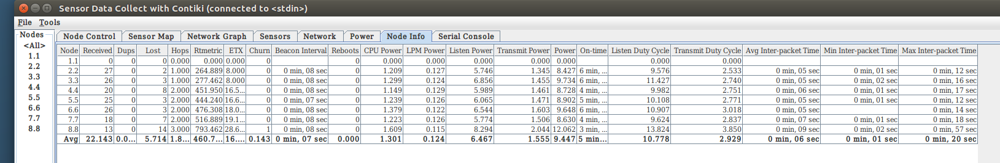 Sensor Data Collect with Contiki (connected to <stdin>)
File Tools
Nodes
<All>
1.1
2.2
3.3
4.4
5.5
6.6
7.7
8.8
Node Control Sensor Map Network Graph Sensors Network Power Node Info Serial Console
Node Received Dups Lost Hops Rtmetric ETX Churn Beacon Interval Reboots CPU Power LPM Power Listen Power Transmit Power Power On-time Listen Duty Cycle Transmit Duty Cycle Avg Inter-packet Time Min Inter-packet Time Max Inter-packet Time
1.1 0 0 0 0.000 0.000 0.000 0 0 0.000 0.000 0.000 0.000 0.000 0.000 0.000
2.2 27 0 2 1.000 264.889 8.000 0 0 min, 08 sec 0 1.209 0.127 5.746 1.345 8.427 6 min, ... 9.576 2.533 0 min, 05 sec 0 min, 01 sec 0 min, 12 sec
3.3 26 0 3 1.000 277.462 8.000 0 0 min, 08 sec 0 1.299 0.124 6.856 1.455 9.734 6 min, ... 11.427 2.740 0 min, 05 sec 0 min, 02 sec 0 min, 16 sec
4.4 20 0 8 2.000 451.950 16.5... 0 0 min, 08 sec 0 1.149 0.129 5.989 1.461 8.728 4 min, ... 9.982 2.751 0 min, 06 sec 0 min, 01 sec 0 min, 17 sec
5.5 25 0 3 2.000 444.240 16.6... 0 0 min, 07 sec 0 1.239 0.126 6.065 1.471 8.902 5 min, ... 10.108 2.771 0 min, 05 sec 0 min, 01 sec 0 min, 12 sec
6.6 26 0 3 2.000 476.308 18.0... 0 0 min, 08 sec 0 1.379 0.122 6.544 1.603 9.648 6 min, ... 10.907 3.018 0 min, 05 sec 0 min, 14 sec
7.7 18 0 7 2.000 516.889 19.1... 0 0 min, 08 sec 0 1.223 0.126 5.774 1.506 8.630 4 min, ... 9.624 2.837 0 min, 07 sec 0 min, 01 sec 0 min, 18 sec
8.8 13 0 14 3.000 793.462 28.6... 1 0 min, 08 sec 0 1.609 0.115 8.294 2.044 12.062 3 min, ... 13.824 3.850 0 min, 09 sec 0 min, 02 sec 0 min, 57 sec
Avg 22.143 0.0... 5.714 1.8... 460.7... 16.... 0.143 0 min, 07 sec 0.000 1.301 0.124 6.467 1.555 9.447 5 min... 10.778 2.929 0 min, 06 sec 0 min, 01 sec 0 min, 20 sec